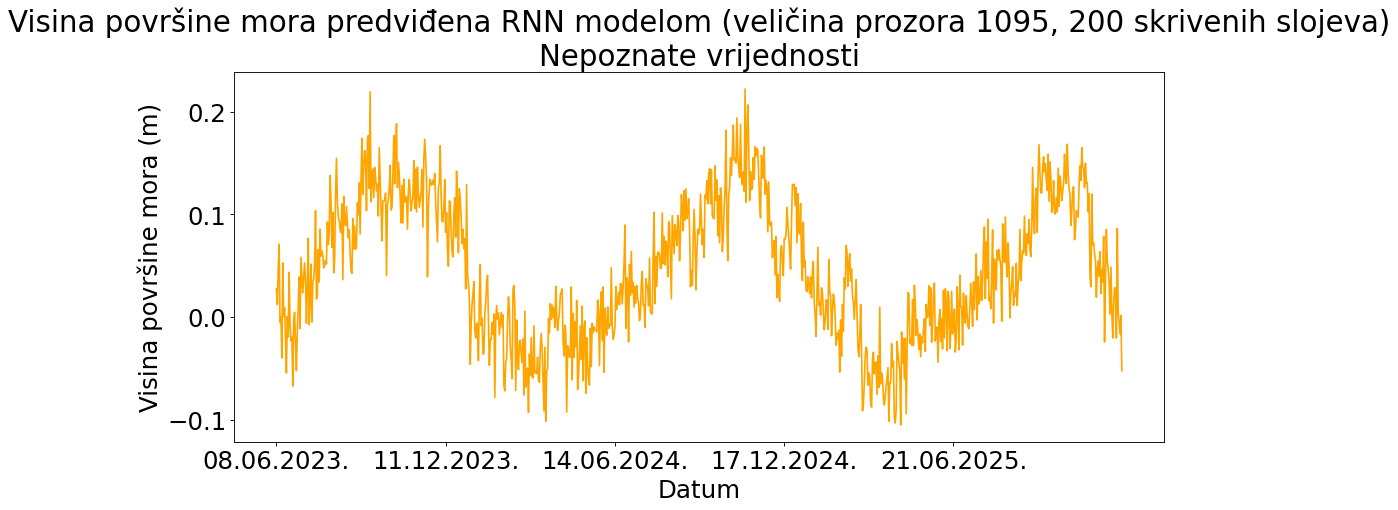 Visina površine mora predviđena RNN modelom (veličina prozora 1095, 200 skrivenih slojeva)
Nepoznate vrijednosti
Visina površine mora (m)
0.2
0.1
0.0
−0.1
08.06.2023. 11.12.2023. 14.06.2024. 17.12.2024. 21.06.2025.
Datum